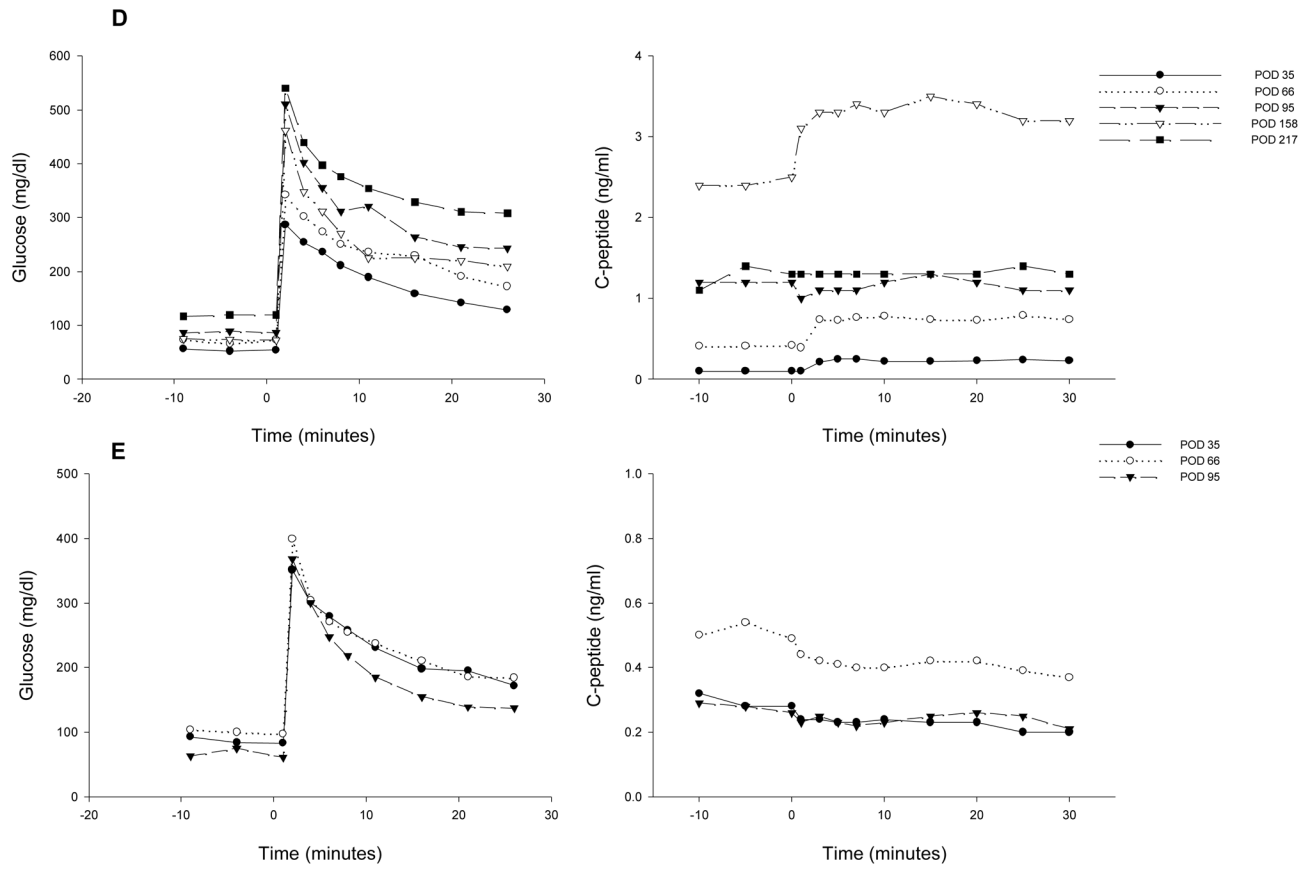 D
600
500
400
300
200
100
0
-20
-10
0
10
20
30
Glucose (mg/dl)
Time (minutes)
4
3
2
1
0
-10
0
10
20
30
C-peptide (ng/ml)
Time (minutes)
POD 35
POD 66
POD 95
POD 158
POD 217
E
500
400
300
200
100
0
-20
-10
0
10
20
30
Glucose (mg/dl)
Time (minutes)
1.0
0.8
0.6
0.4
0.2
0.0
-10
0
10
20
30
C-peptide (ng/ml)
Time (minutes)
POD 35
POD 66
POD 95